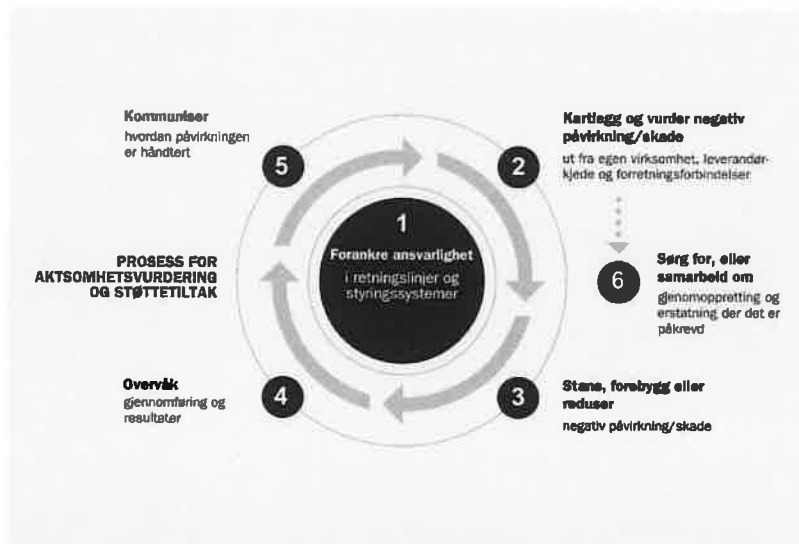 PROSESS FOR
AKTSOMHETSVURDERING
OG STØTTETILTAK
1
Forankre ansvarlighet
i retningslinjer og
styringssystemer
2
Kartlegg og vurder negativ
påvirkning/skade
ut fra egen virksomhet, leverandør-
kjede og forretningsforbindelser
6
Sørg for, eller
samarbeid om
gjenomoppretting og
erstatning der det er
påkrevd
3
Stans, forebygg eller
reduser
negativ påvirkning/skade
4
Overvåk
gjennomføring og
resultater
5
Kommuniser
hvordan påvirkningen
er håndtert